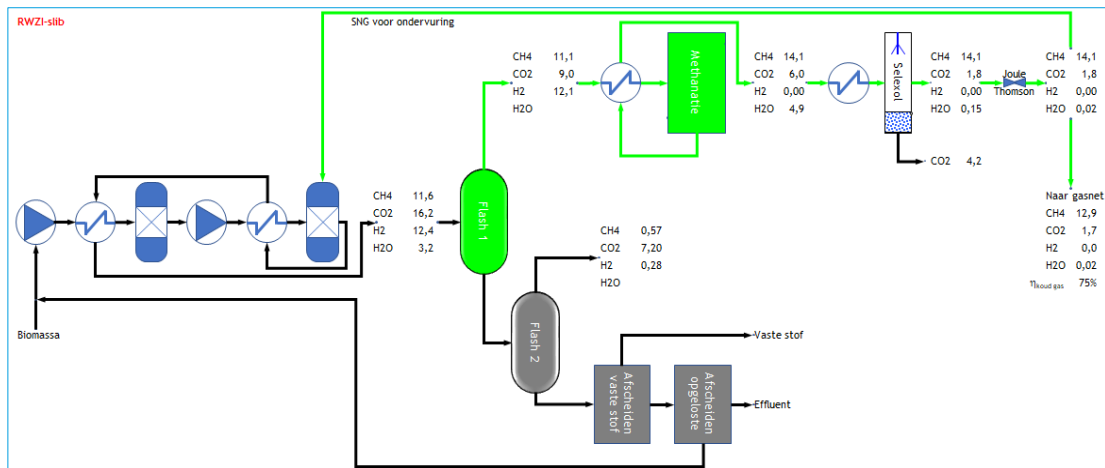 RWZI-slib
SNG voor ondervuring
CH4 11,1
CO2 9,0
H2 12,1
H2O
Methanatie
CH4 14,1
CO2 6,0
H2 0,00
H2O 4,9
Selexol
CH4 14,1
CO2 1,8
H2 0,00
H2O 0,15
CO2 4,2
Joule
Thomson
CH4 14,1
CO2 1,8
H2 0,00
H2O 0,02
CH4 11,6
CO2 16,2
H2 12,4
H2O 3,2
Flash 1
CH4 0,57
CO2 7,20
H2 0,28
H2O
Naar gasnet
CH4 12,9
CO2 1,7
H2 0,0
H2O 0,02
ηkoud gas 75%
Flash 2
Biomassa
Vaste stof
Afscheiden
vaste stof
Afscheiden
opgeloste
Effluent